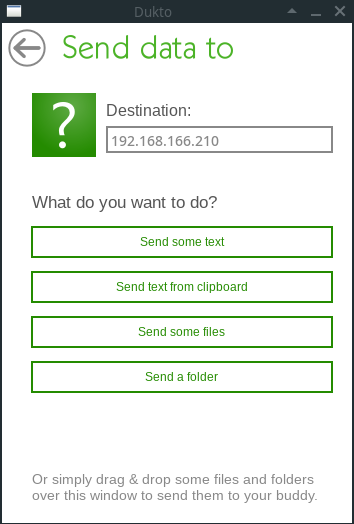 Dukto
Send data to
?
Destination:
192.168.166.210
What do you want to do?
Send some text
Send text from clipboard
Send some files
Send a folder
Or simply drag & drop some files and folders
over this window to send them to your buddy.